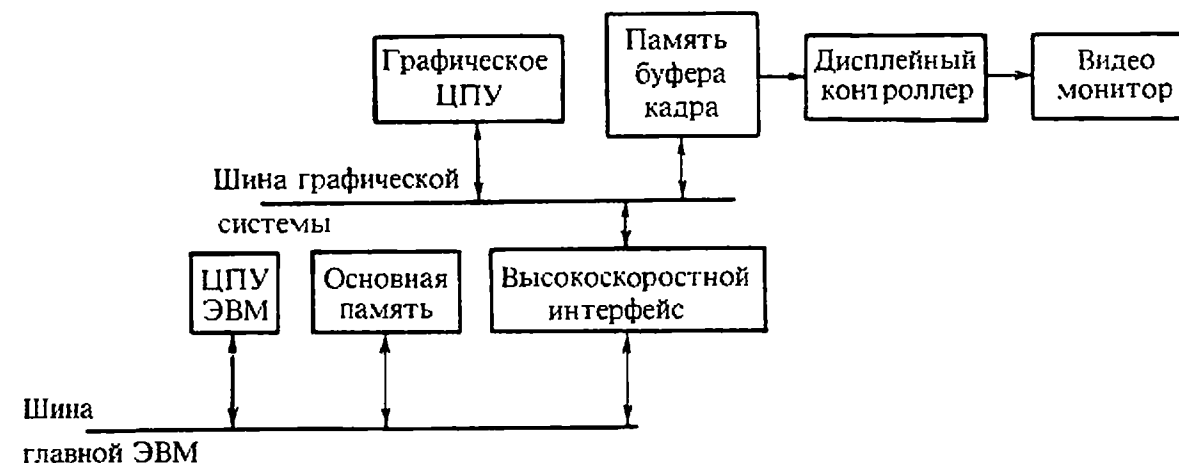 Графическое
ЦПУ
Память
буфера
кадра
Дисплейный
контроллер
Видео
монитор
Шина графической
системы
ЦПУ
ЭВМ
Основная
память
Высокоскоростной
интерфейс
Шина
главной ЭВМ